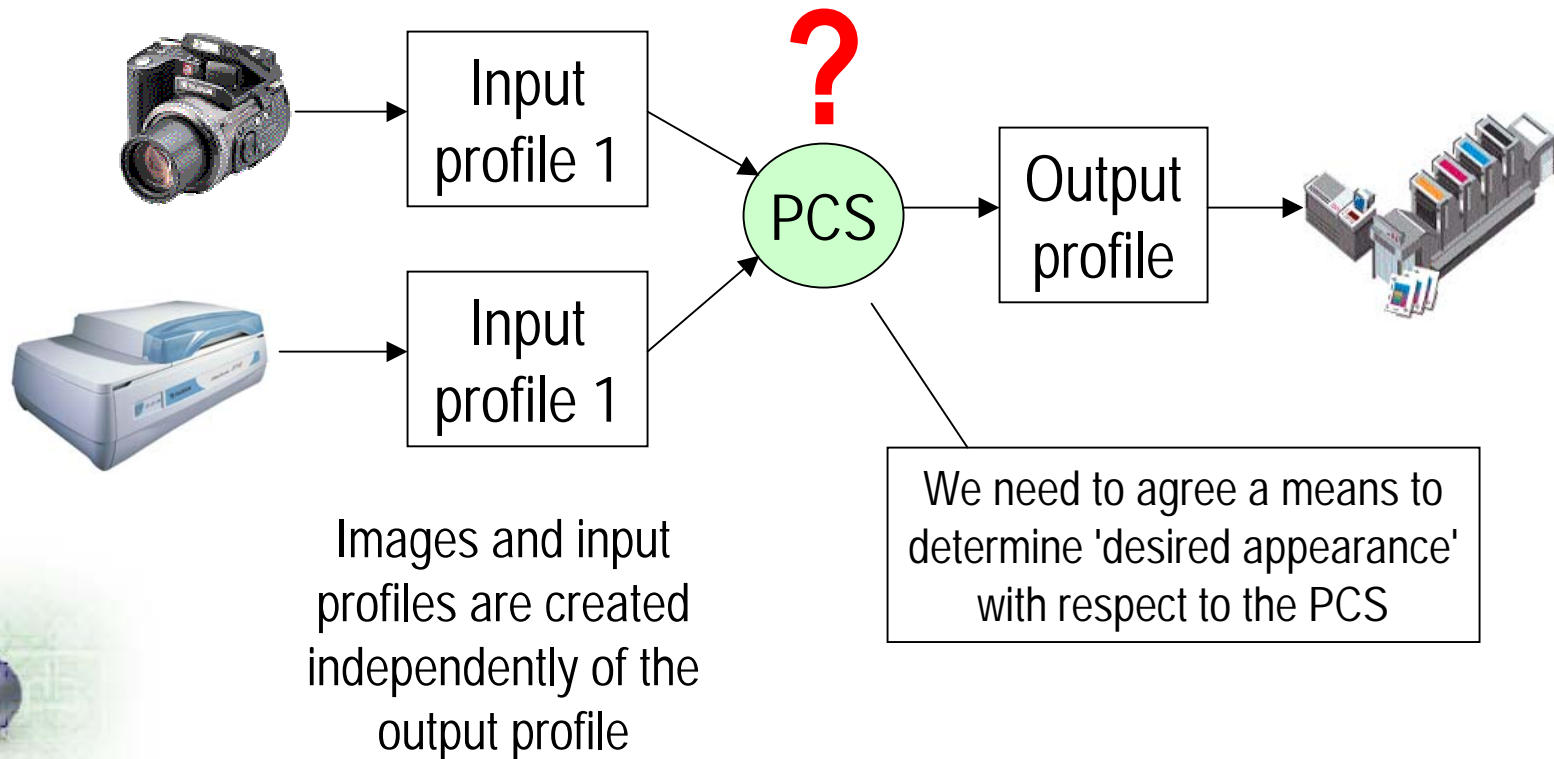 Input
profile 1
?
PCS
Output
profile
Input
profile 1
Images and input
profiles are created
independently of the
output profile
We need to agree a means to
determine 'desired appearance'
with respect to the PCS